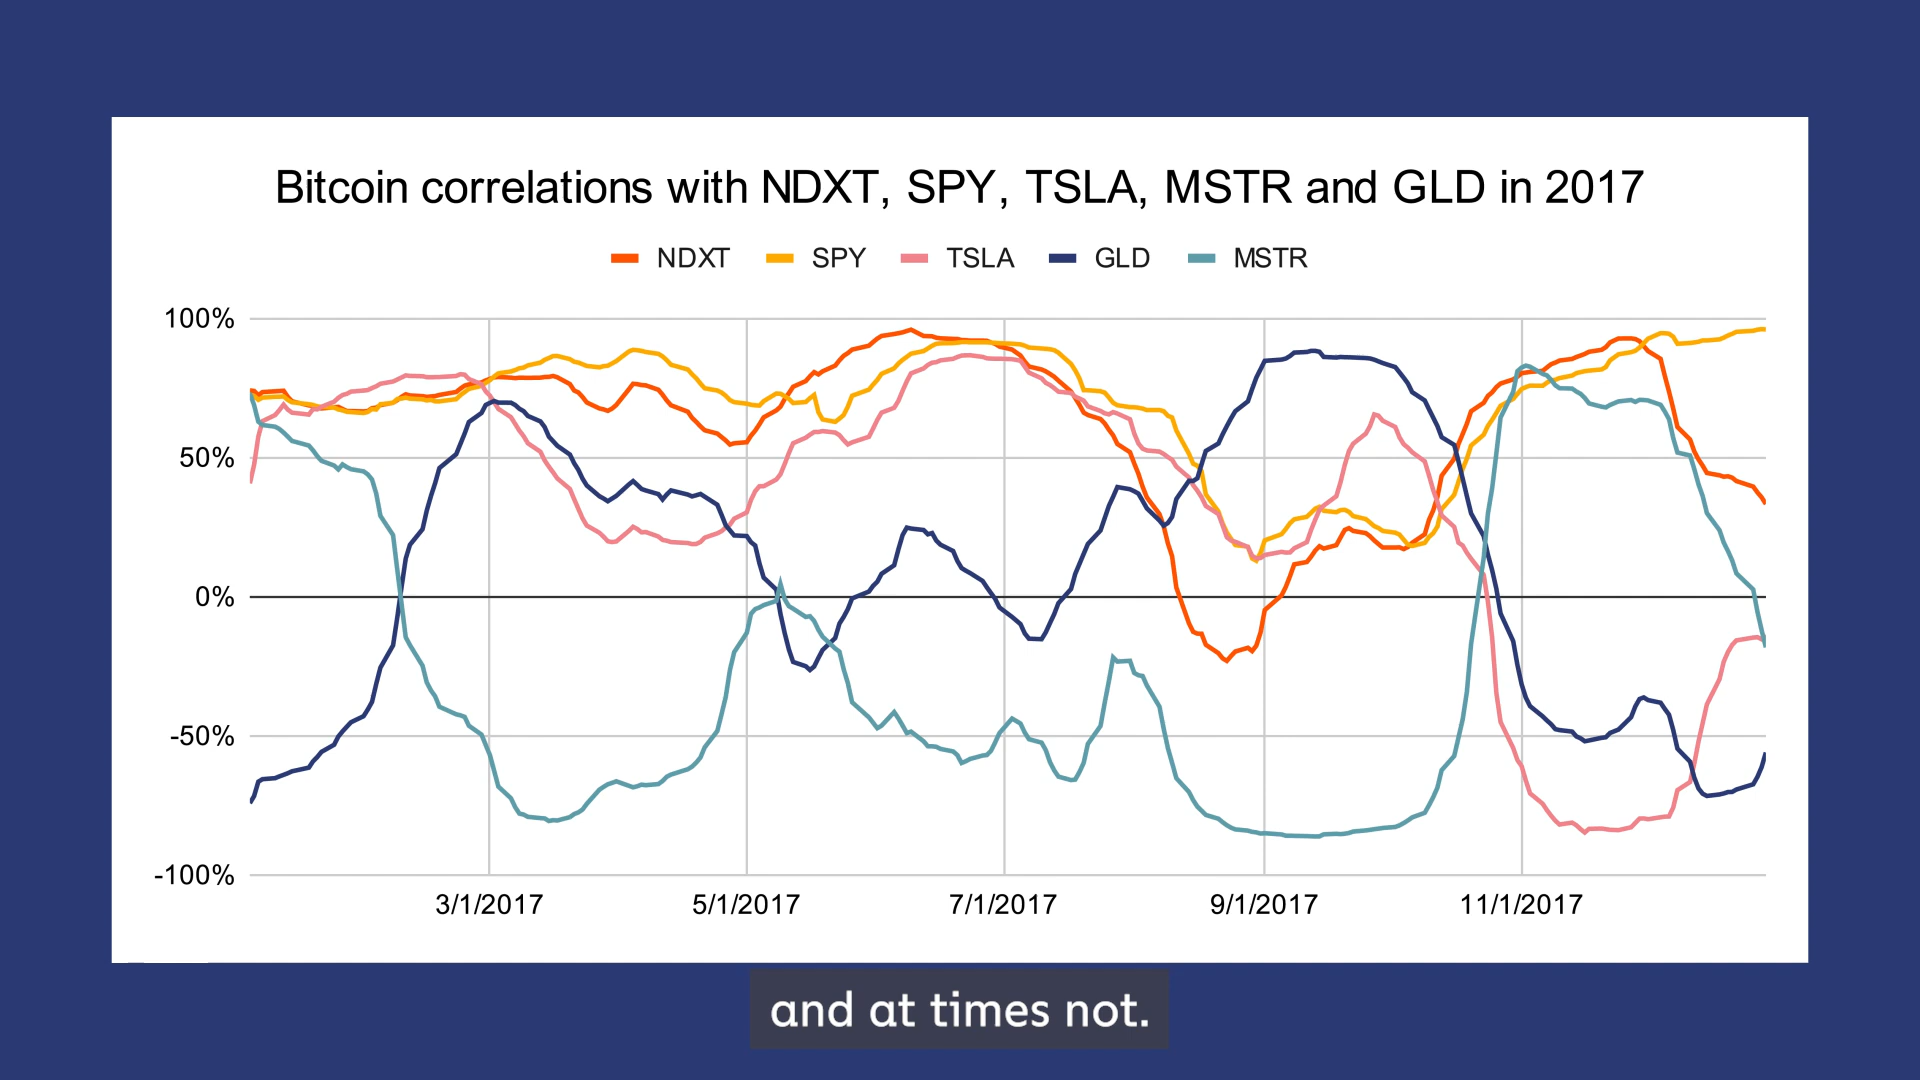 Bitcoin correlations with NDXT, SPY, TSLA, MSTR and GLD in 2017
NDXT SPY TSLA GLD MSTR
100%
50%
0%
-50%
-100%
3/1/2017 5/1/2017 7/1/2017 9/1/2017 11/1/2017
and at times not.